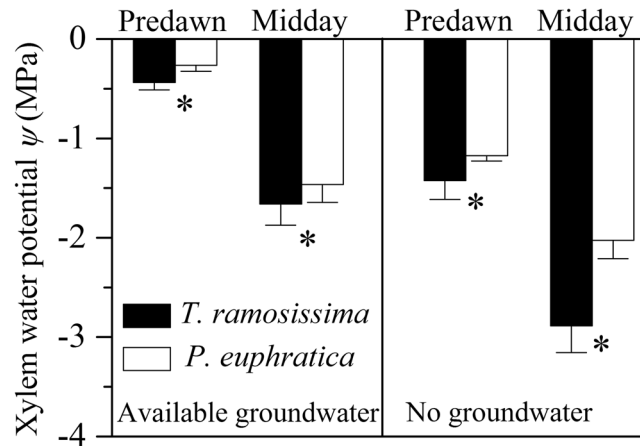 Predawn Midday Predawn Midday
0
-1
-2
-3
-4
Xylem water potential ψ (MPa)
*
*
*
*
T. ramosissima
P. euphratica
Available groundwater
No groundwater